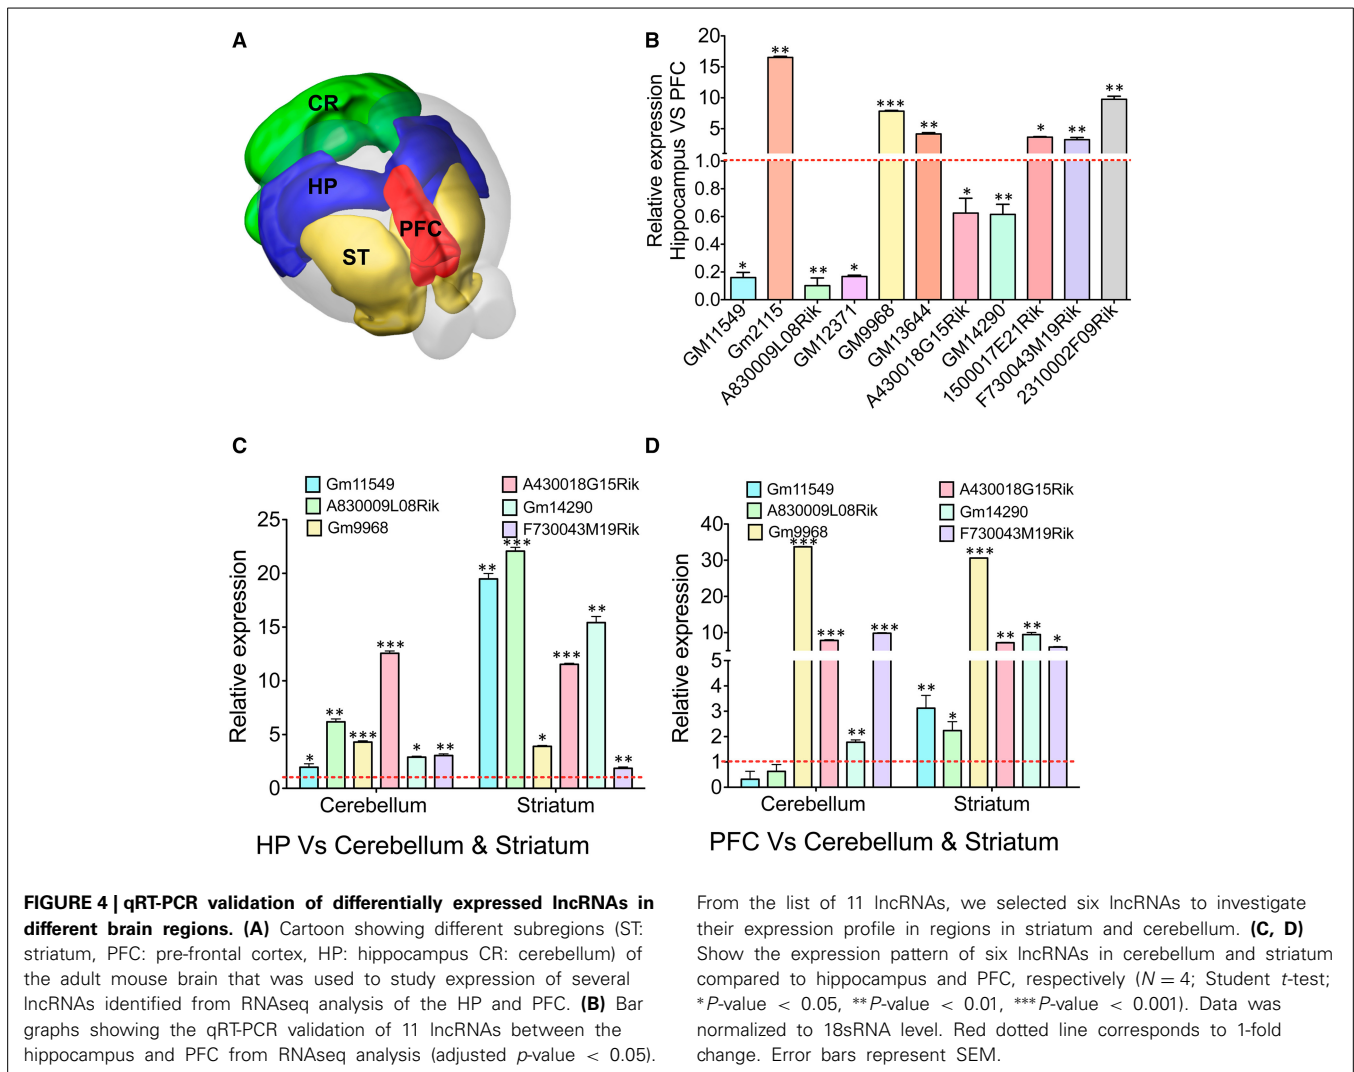 A
CR
HP
PFC
ST
B
Relative expression
Hippocampus VS PFC
20
15
10
5
1.0
0.8
0.6
0.4
0.2
0.0
**
***
**
*
**
**
*
**
*
**
*
GM11549
Gm2115
A830009L08Rik
GM12371
GM9968
GM13644
A430018G15Rik
GM14290
1500017E21Rik
F730043M19Rik
2310002F09Rik
C
Gm11549
A830009L08Rik
Gm9968
A430018G15Rik
Gm14290
F730043M19Rik
Relative expression
25
20
15
10
5
0
*
**
***
***
*
**
**
***
*
***
**
**
Cerebellum
Striatum
HP Vs Cerebellum & Striatum
D
Gm11549
A830009L08Rik
Gm9968
A430018G15Rik
Gm14290
F730043M19Rik
Relative expression
40
30
20
10
5
4
3
2
1
0
***
***
**
***
**
*
***
**
**
*
Cerebellum
Striatum
PFC Vs Cerebellum & Striatum
FIGURE 4 | qRT-PCR validation of differentially expressed lncRNAs in
different brain regions. (A) Cartoon showing different subregions (ST:
striatum, PFC: pre-frontal cortex, HP: hippocampus CR: cerebellum) of
the adult mouse brain that was used to study expression of several
lncRNAs identified from RNAseq analysis of the HP and PFC. (B) Bar
graphs showing the qRT-PCR validation of 11 lncRNAs between the
hippocampus and PFC from RNAseq analysis (adjusted p-value < 0.05).
From the list of 11 lncRNAs, we selected six lncRNAs to investigate
their expression profile in regions in striatum and cerebellum. (C, D)
Show the expression pattern of six lncRNAs in cerebellum and striatum
compared to hippocampus and PFC, respectively (N = 4; Student t-test;
*P-value < 0.05, **P-value < 0.01, ***P-value < 0.001). Data was
normalized to 18sRNA level. Red dotted line corresponds to 1-fold
change. Error bars represent SEM.